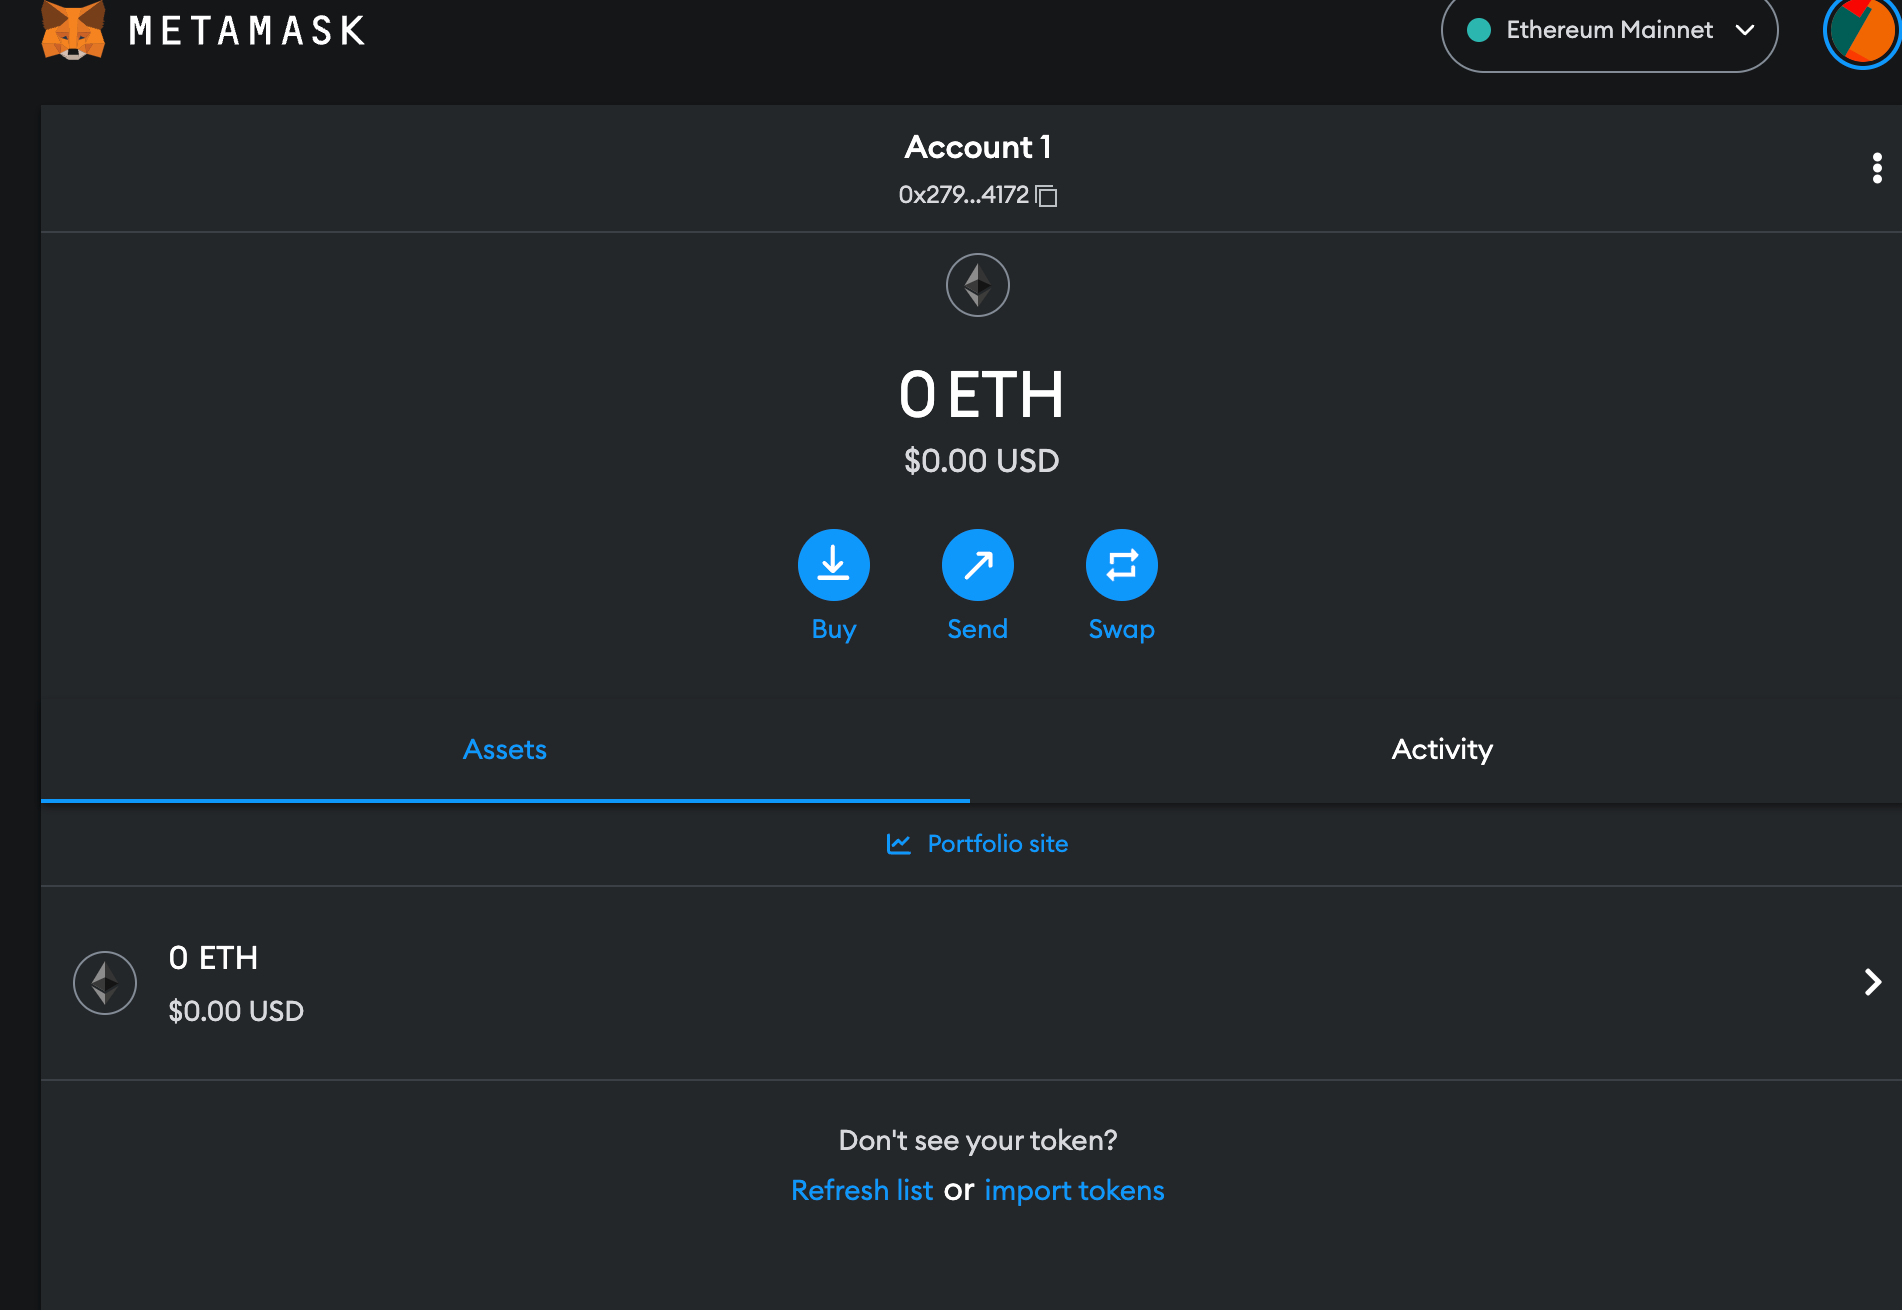 METAMASK
Ethereum Mainnet
Account 1
0x279...4172
0 ETH
$0.00 USD
Buy
Send
Swap
Assets
Activity
Portfolio site
0 ETH
$0.00 USD
Don't see your token?
Refresh list or import tokens